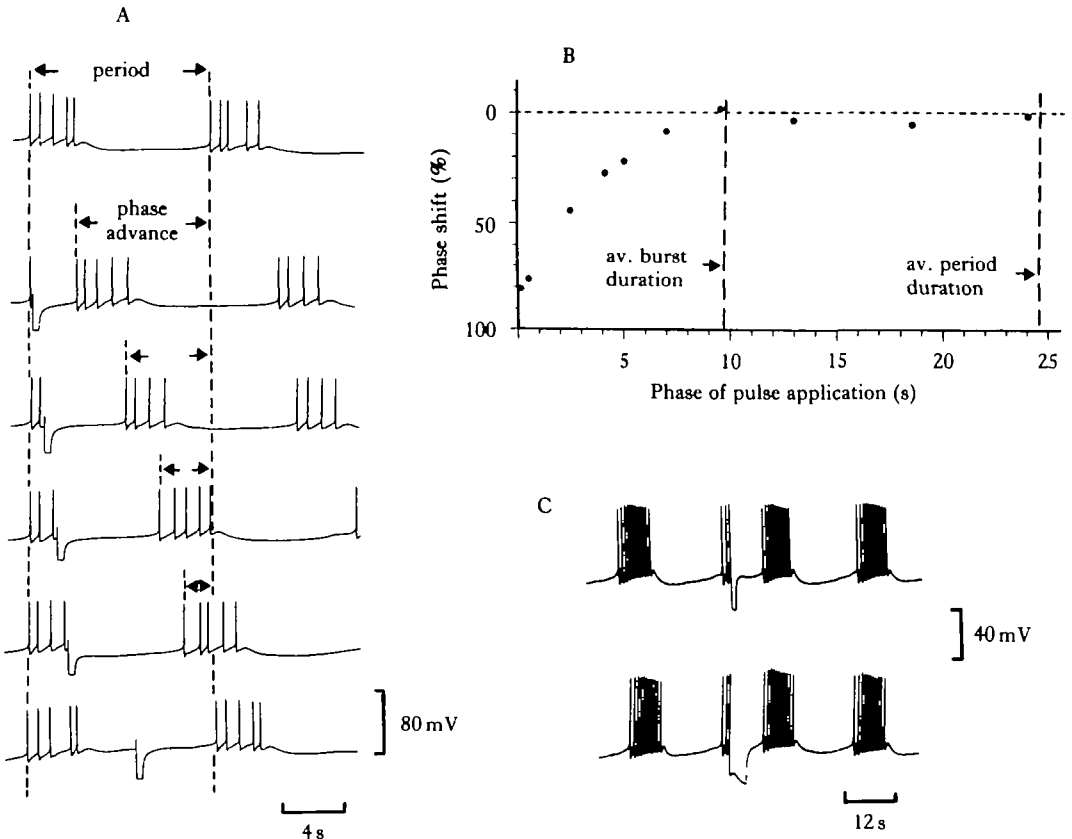 A
period
phase
advance
80 mV
4 s
B
Phase shift (%)
0
50
100
av. burst
duration
av. period
duration
5
10
15
20
25
Phase of pulse application (s)
C
40 mV
12 s